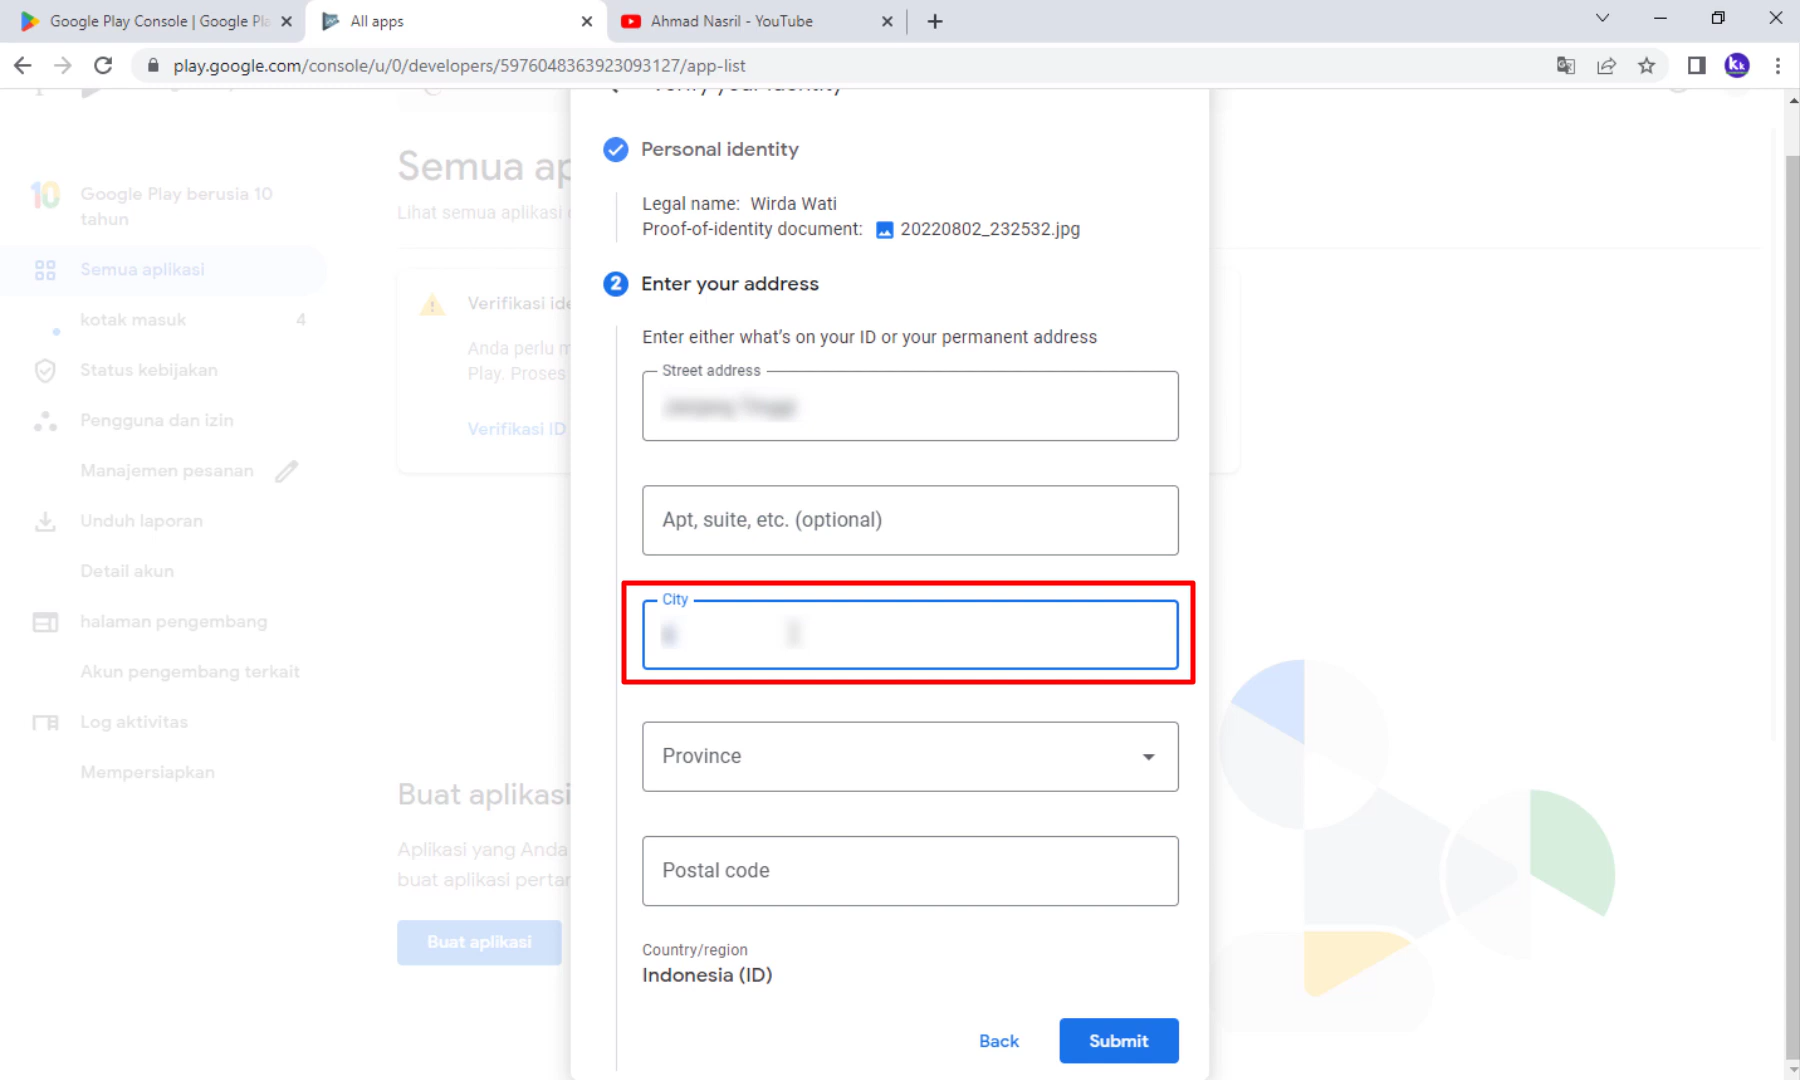 Google Play Console | Google Pla
All apps
Ahmad Nasril - YouTube
play.google.com/console/u/0/developers/5976048363923093127/app-list
Verify your identity
Personal identity
Legal name: Wirda Wati
Proof-of-identity document: 20220802_232532.jpg
2 Enter your address
Enter either what's on your ID or your permanent address
Street address
Apt, suite, etc. (optional)
City
Province
Postal code
Country/region
Indonesia (ID)
Back
Submit
10 Google Play berusia 10
tahun
Semua aplikasi
kotak masuk 4
Status kebijakan
Pengguna dan izin
Manajemen pesanan
Unduh laporan
Detail akun
halaman pengembang
Akun pengembang terkait
Log aktivitas
Mempersiapkan
Semua ap
Lihat semua aplikasi
Verifikasi ide
Anda perlu m
Play. Proses
Verifikasi ID
Buat aplikasi
Aplikasi yang Anda
buat aplikasi pertam
Buat aplikasi
kk